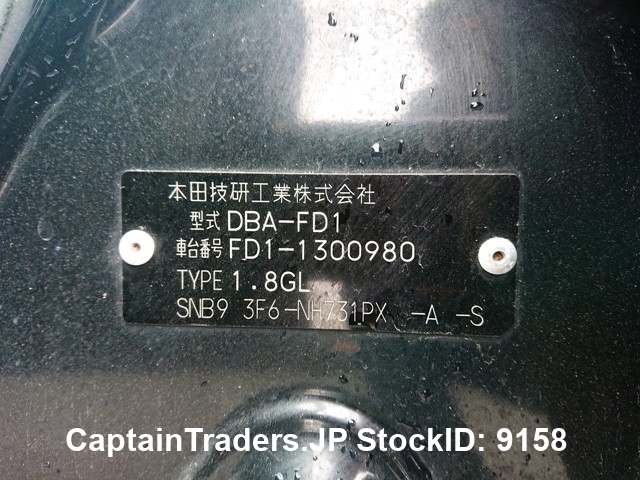 本田技研工業株式会社
型式 DBA-FD1
車台番号 FD1-1300980
TYPE 1.8GL
SNB9 3F6-NH731PX -A -S
CaptainTraders.JP StockID: 9158